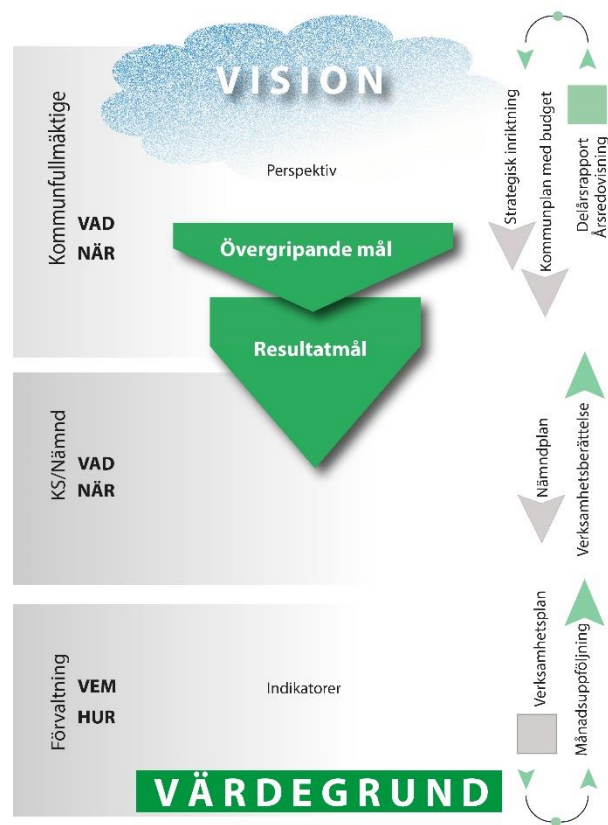 VISION
Perspektiv
Kommunfullmäktige
VAD
NÄR
Övergripande mål
Resultatmål
KS/Nämnd
VAD
NÄR
Förvaltning
VEM
HUR
Indikatorer
VÄRDEGRUND
Strategisk inriktning
Kommunplan med budget
Delårsrapport
Årsredovisning
Nämndplan
Verksamhetsberättelse
Verksamhetsplan
Månadsuppföljning